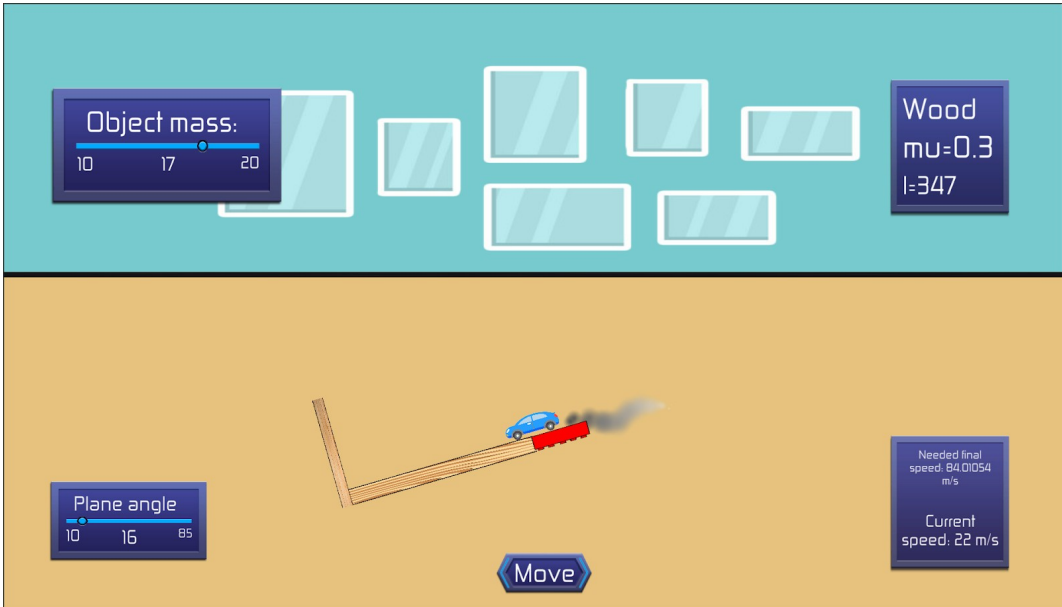 Object mass:
10 17 20
Wood
mu=0.3
l=347
Plane angle
10 16 85
Move
Needed final
speed: 84.01054
m/s
Current
speed: 22 m/s